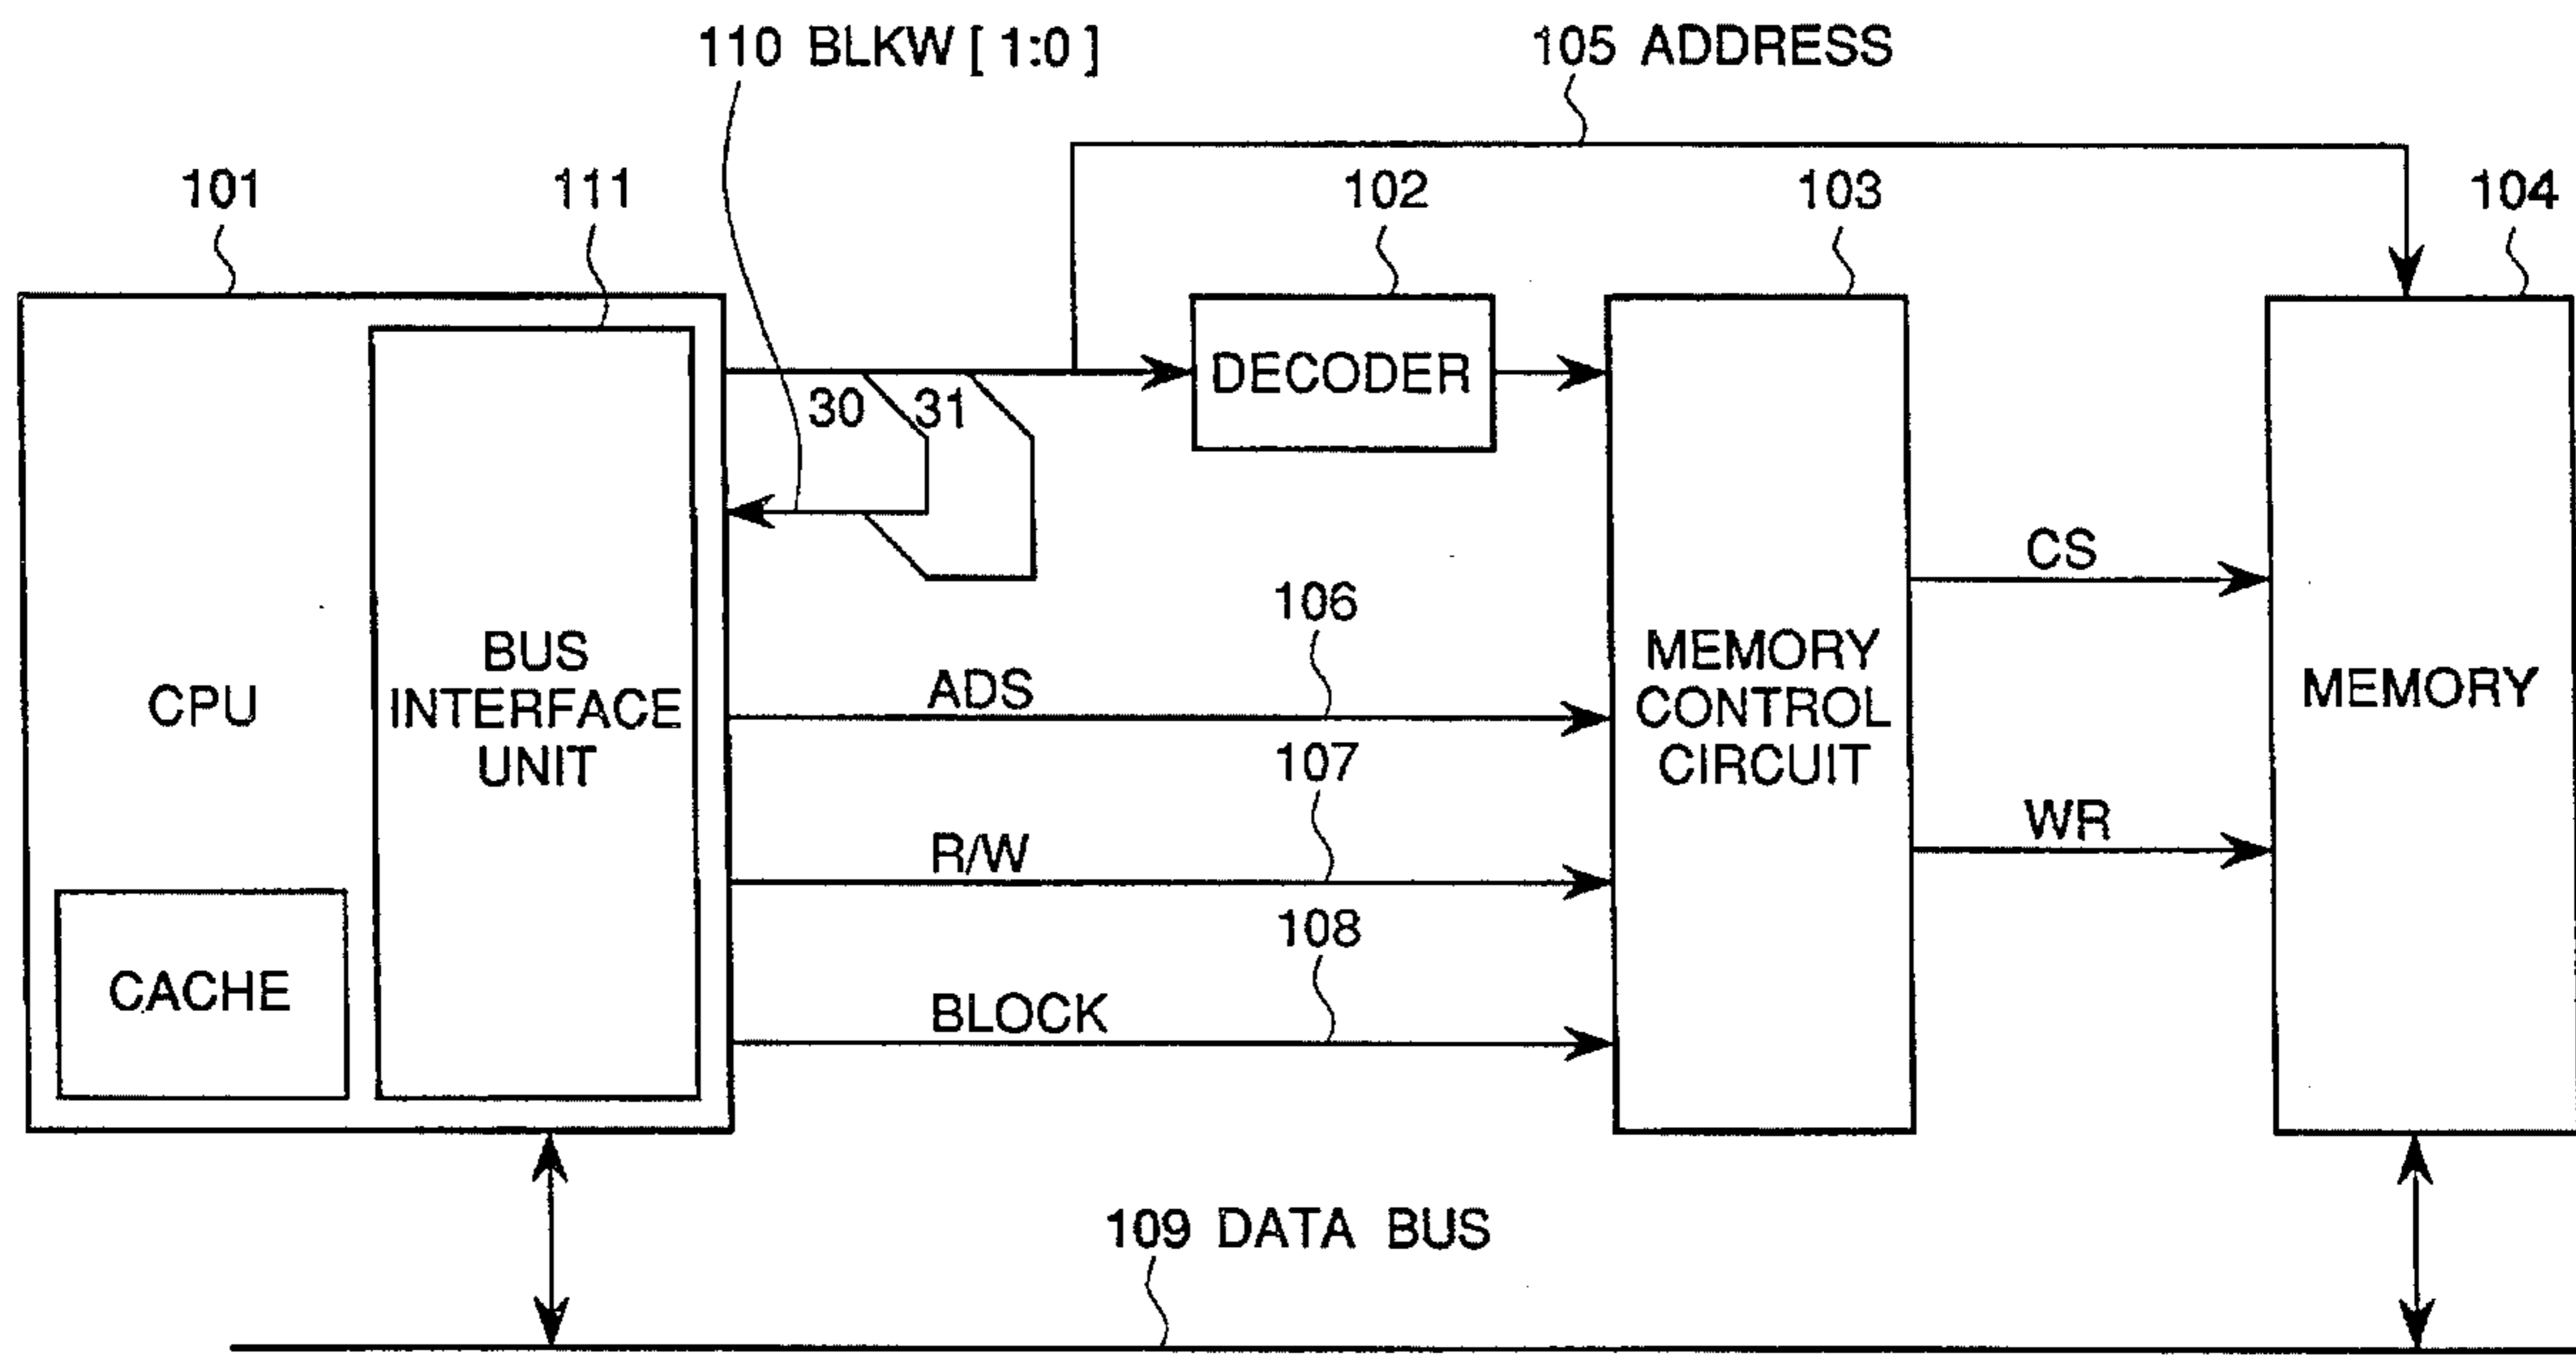 110 BLKW [ 1:0 ]
105 ADDRESS
101
111
102
103
104
30
31
DECODER
CS
106
ADS
BUS
INTERFACE
UNIT
CPU
MEMORY
CONTROL
CIRCUIT
MEMORY
107
R/W
WR
108
BLOCK
CACHE
109 DATA BUS